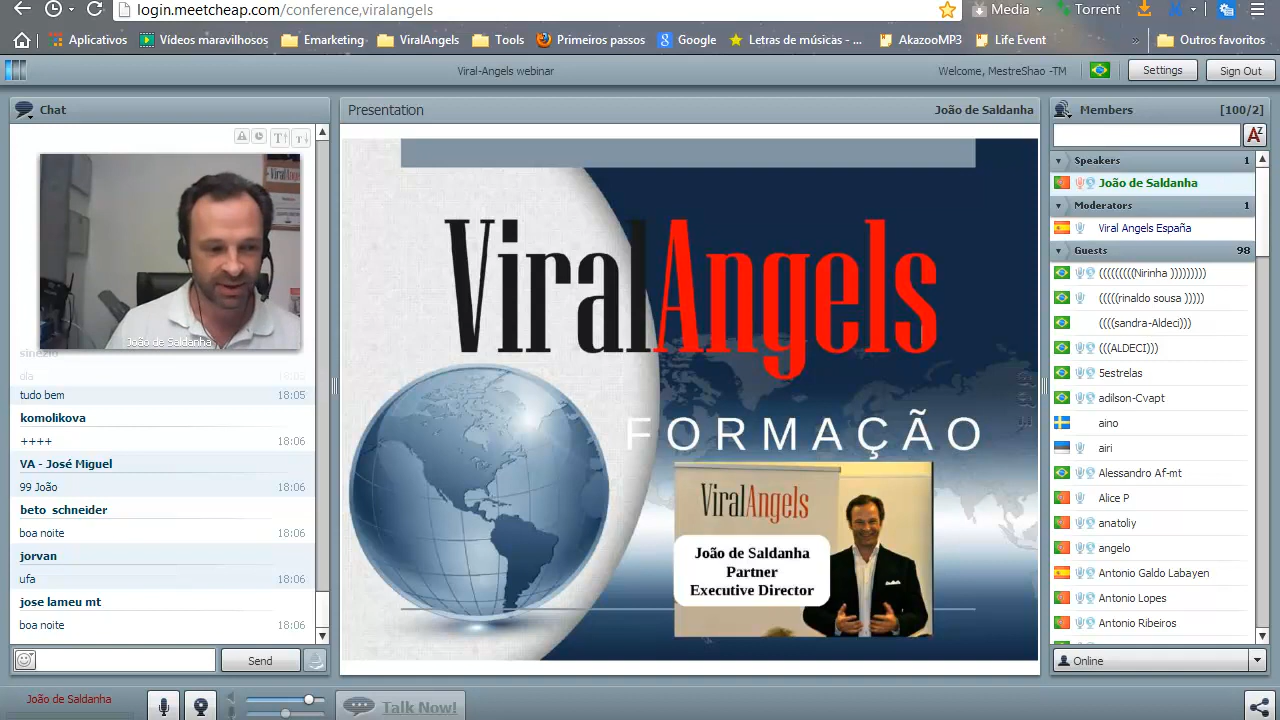 login.meetcheap.com/conference,viralangels
Media
Torrent
Aplicativos
Vídeos maravilhosos
Emarketing
ViralAngels
Tools
Primeiros passos
Google
Letras de músicas - ...
AkazooMP3
Life Event
»
Outros favoritos
Viral-Angels webinar
Welcome, MestreShao -TM
Settings
Sign Out
Chat
João de Saldanha
sinezio
ola 18:05
tudo bem 18:05
komolikova
++++ 18:06
VA - José Miguel
99 João 18:06
beto schneider
boa noite 18:06
jorvan
ufa 18:06
jose lameu mt
boa noite 18:06
Send
João de Saldanha
Talk Now!
Presentation
João de Saldanha
ViralAngels
FORMAÇÃO
ViralAngels
João de Saldanha
Partner
Executive Director
Members [100/2]
Speakers 1
João de Saldanha
Moderators 1
Viral Angels España
Guests 98
(((((((((Nirinha )))))))))
(((((rinaldo sousa )))))
((((sandra-Aldeci)))
(((ALDECI)))
5estrelas
adilson-Cvapt
aino
airi
Alessandro Af-mt
Alice P
anatoliy
angelo
Antonio Galdo Labayen
Antonio Lopes
Antonio Ribeiros
Online